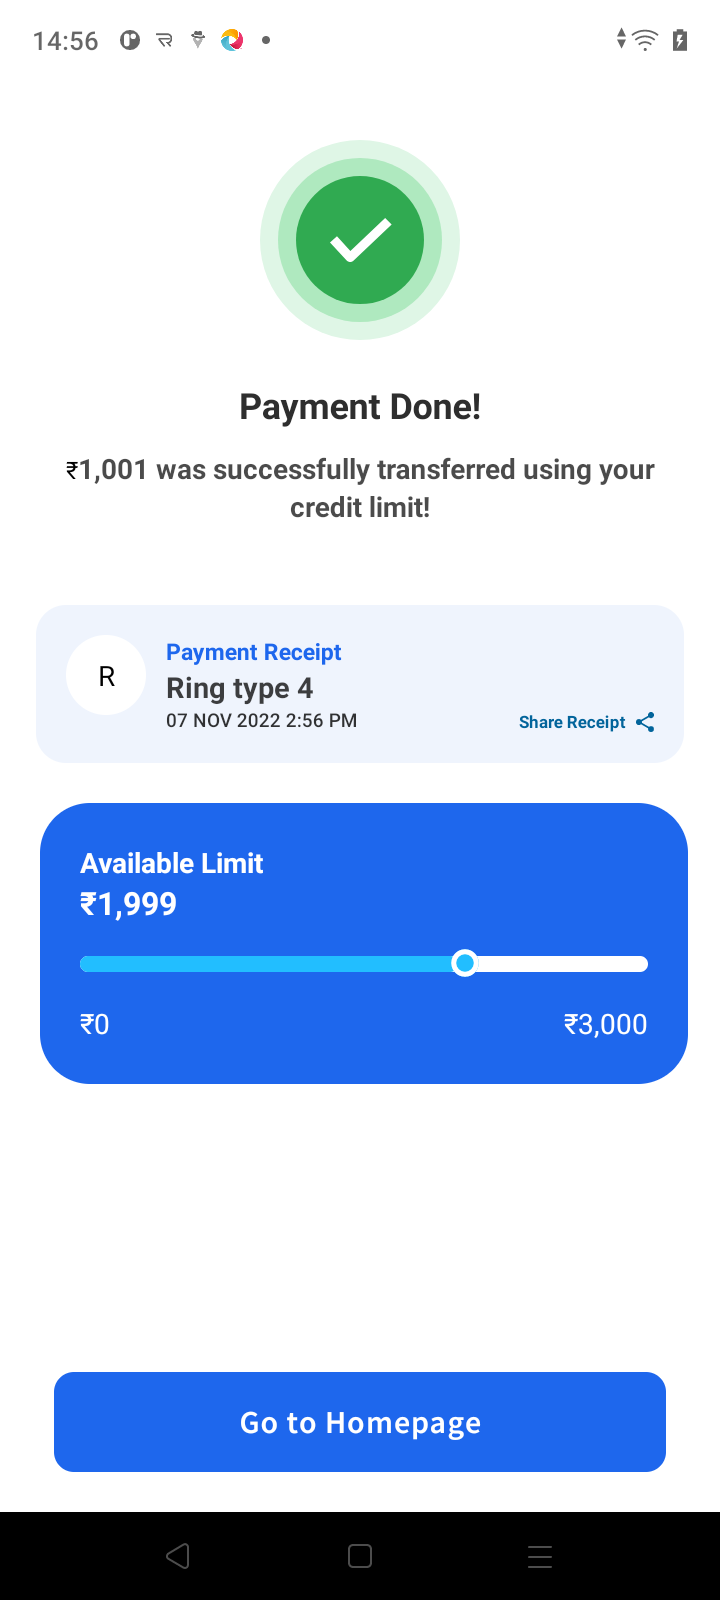 14:56
Payment Done!
₹1,001 was successfully transferred using your
credit limit!
R
Payment Receipt
Ring type 4
07 NOV 2022 2:56 PM
Share Receipt
Available Limit
₹1,999
₹0 ₹3,000
Go to Homepage